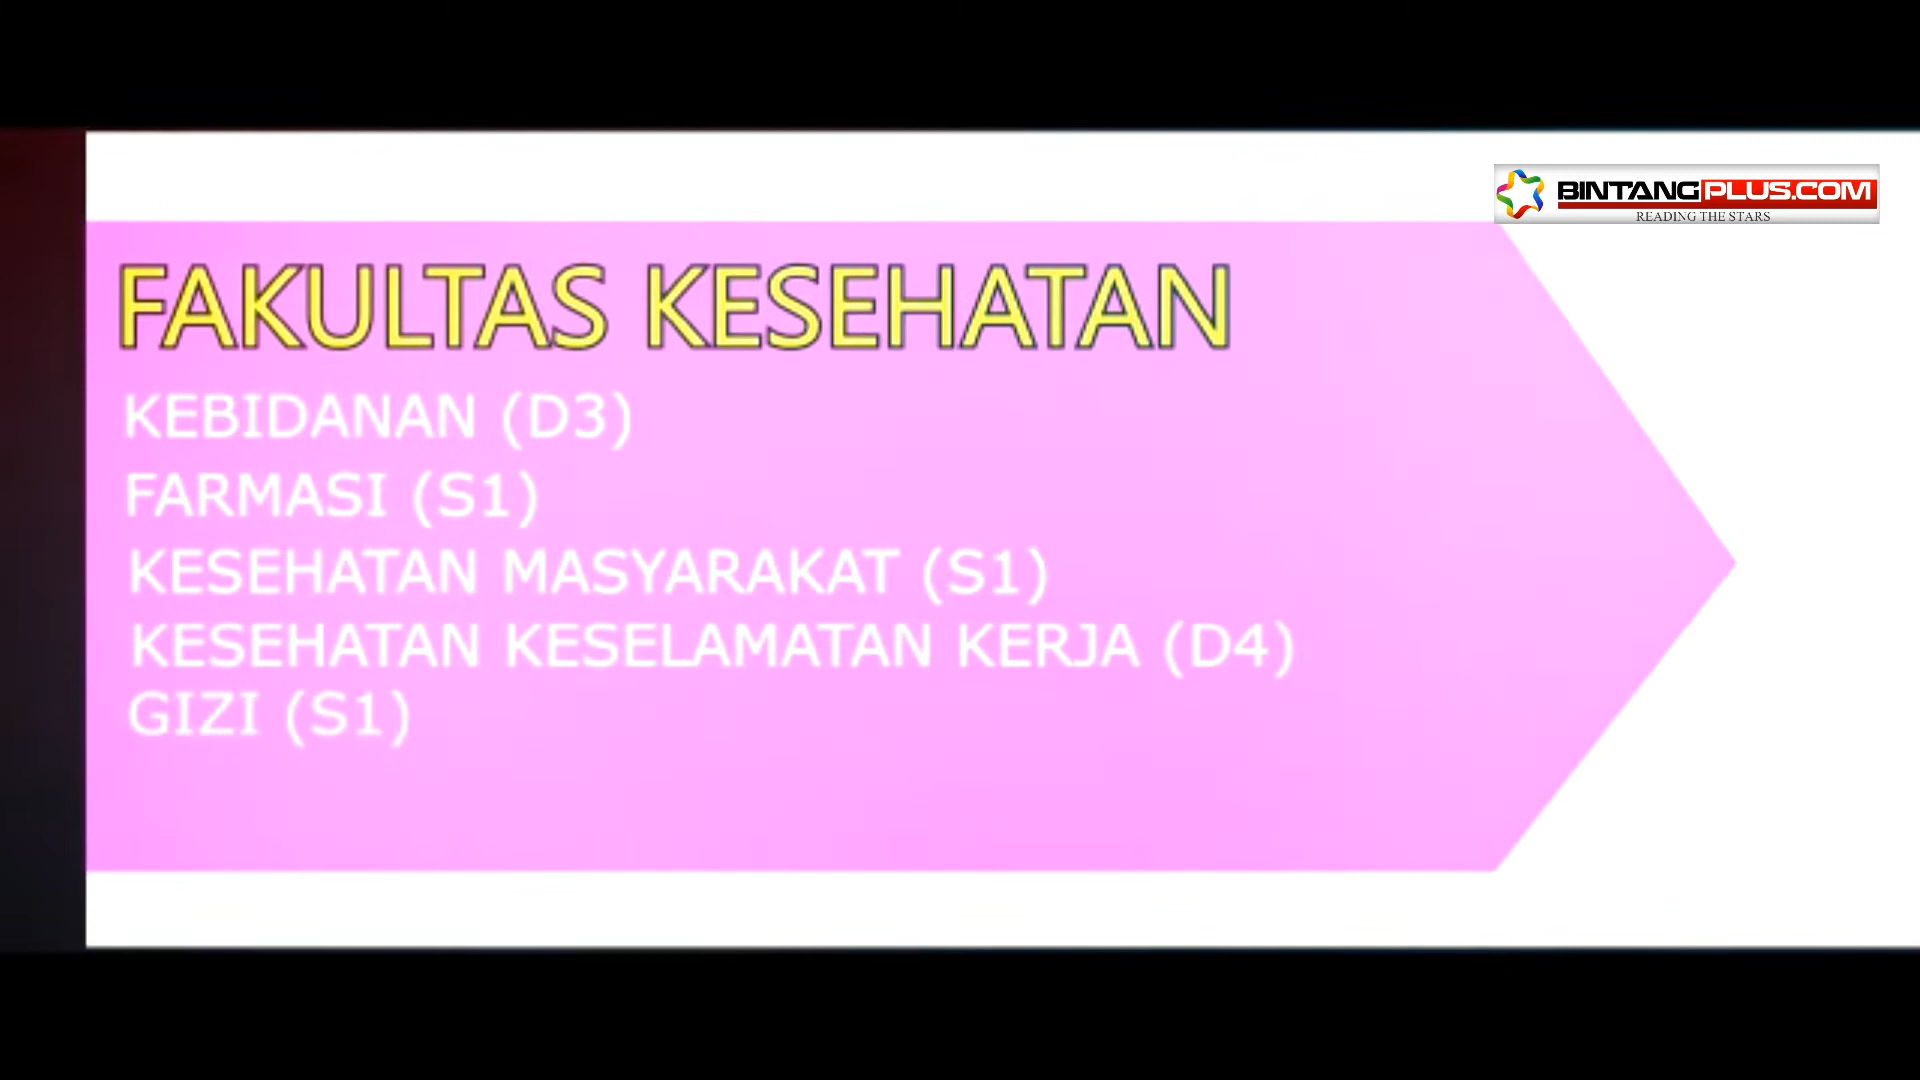 BINTANGPLUS.COM
READING THE STARS
FAKULTAS KESEHATAN
KEBIDANAN (D3)
FARMASI (S1)
KESEHATAN MASYARAKAT (S1)
KESEHATAN KESELAMATAN KERJA (D4)
GIZI (S1)